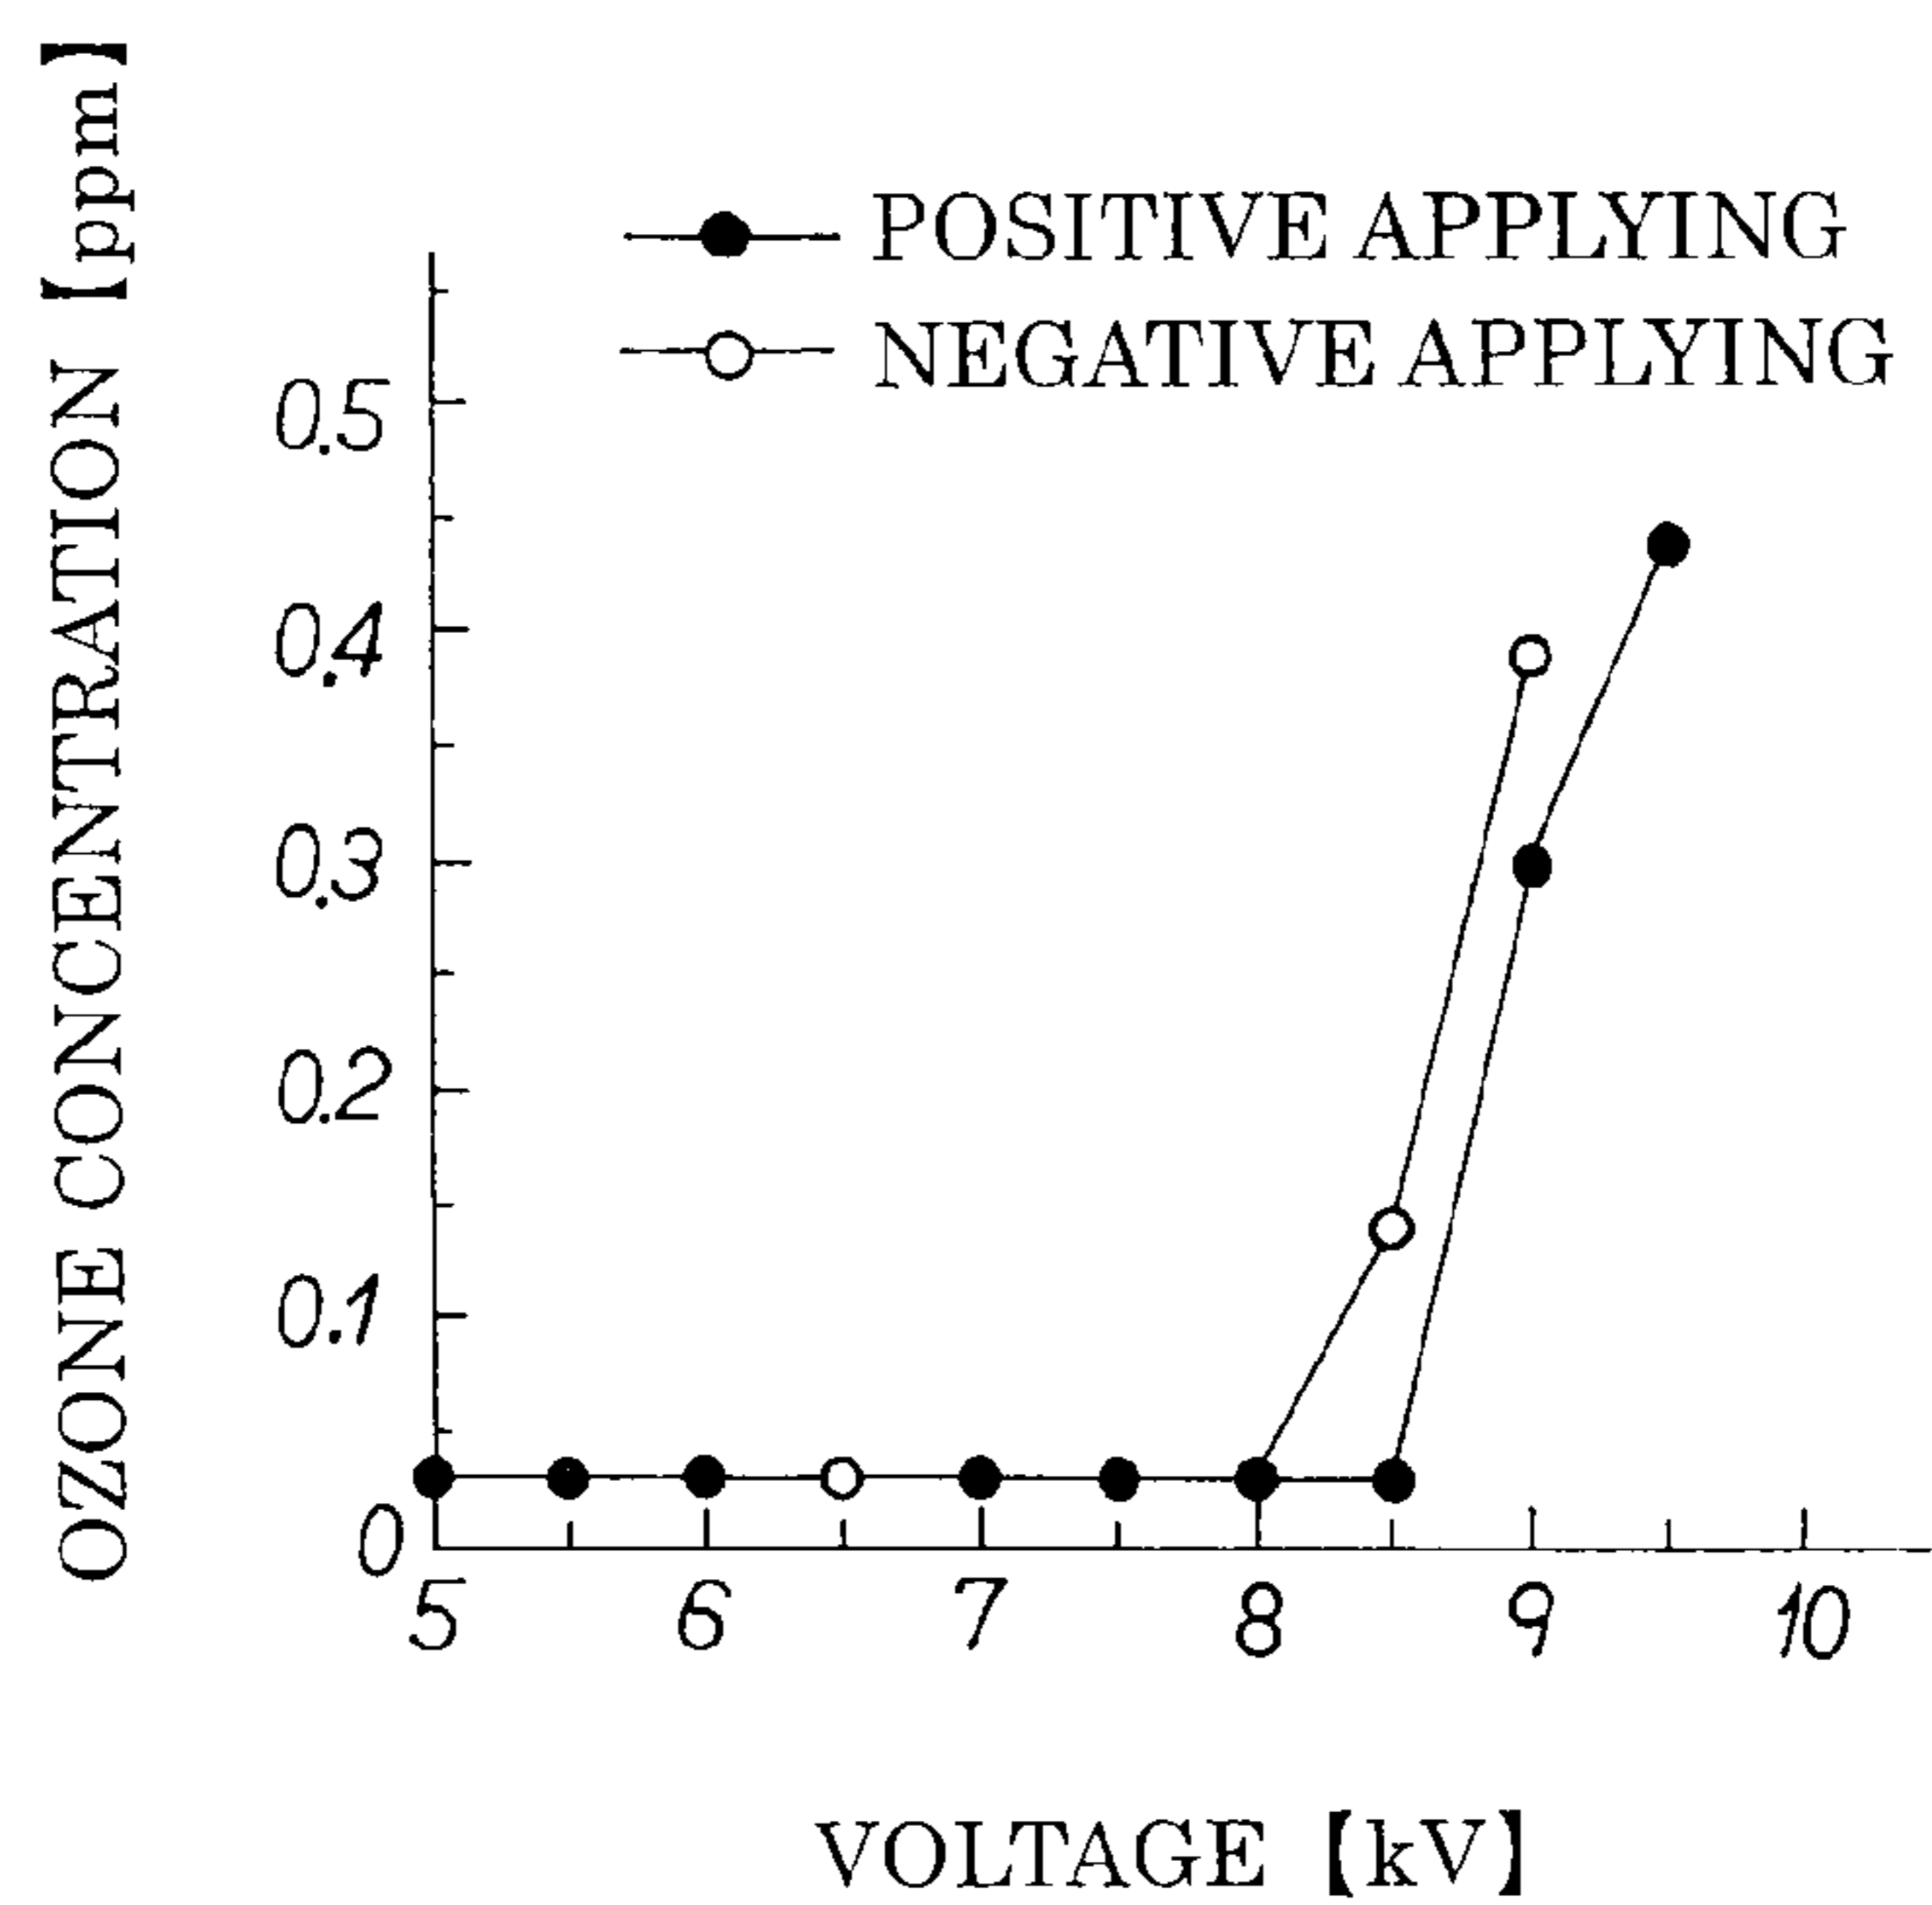 OZONE CONCENTRATION【ppm】
POSITIVE APPLYING
NEGATIVE APPLYING
0.5
0.4
0.3
0.2
0.1
0
5 6 7 8 9 10
VOLTAGE【kV】